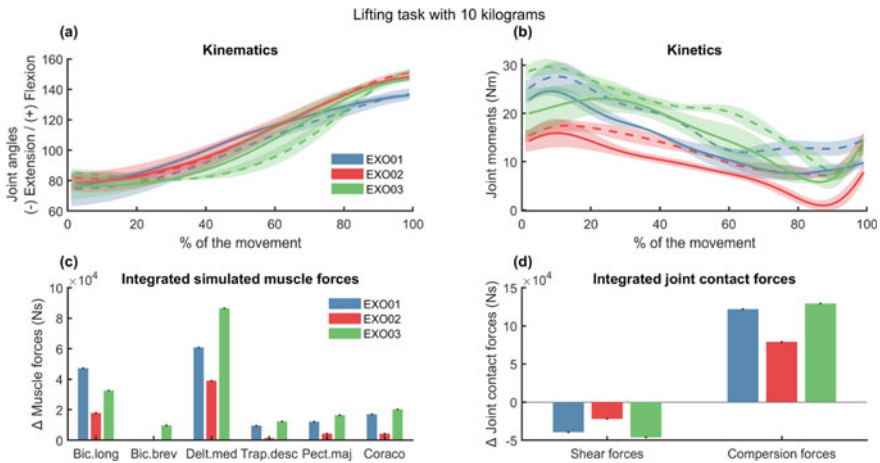 Lifting task with 10 kilograms
(a)
Kinematics
Joint angles
(-) Extension / (+) Flexion
160
140
120
100
80
60
0
20
40
60
80
100
% of the movement
EXO01
EXO02
EXO03
(b)
Kinetics
Joint moments (Nm)
30
20
10
0
0
20
40
60
80
100
% of the movement
(c)
Integrated simulated muscle forces
×10⁴
Δ Muscle forces (Ns)
10
8
6
4
2
0
EXO01
EXO02
EXO03
Bic.long
Bic.brev
Delt.med
Trap.desc
Pect.maj
Coraco
(d)
Integrated joint contact forces
×10⁴
Δ Joint contact forces (Ns)
15
10
5
0
-5
Shear forces
Compersion forces